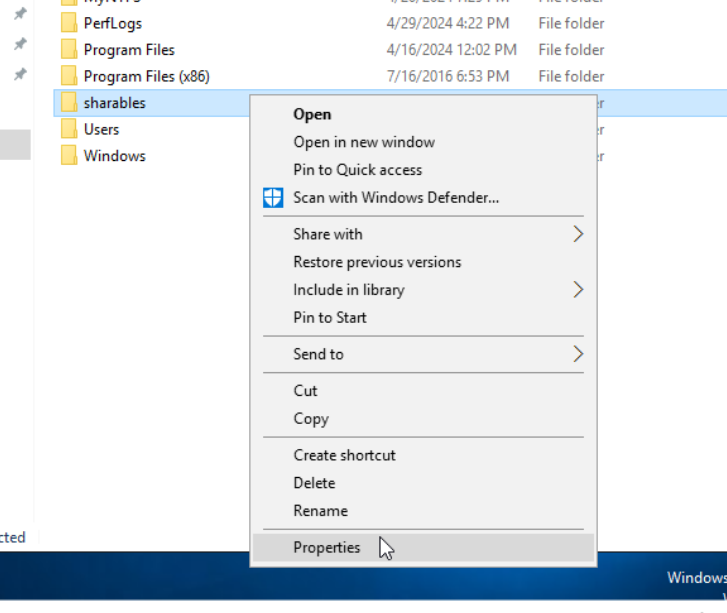 PerfLogs 4/29/2024 4:22 PM File folder
Program Files 4/16/2024 12:02 PM File folder
Program Files (x86) 7/16/2016 6:53 PM File folder
sharables
Users
Windows
Open
Open in new window
Pin to Quick access
Scan with Windows Defender...
Share with
Restore previous versions
Include in library
Pin to Start
Send to
Cut
Copy
Create shortcut
Delete
Rename
Properties
cted
Windows